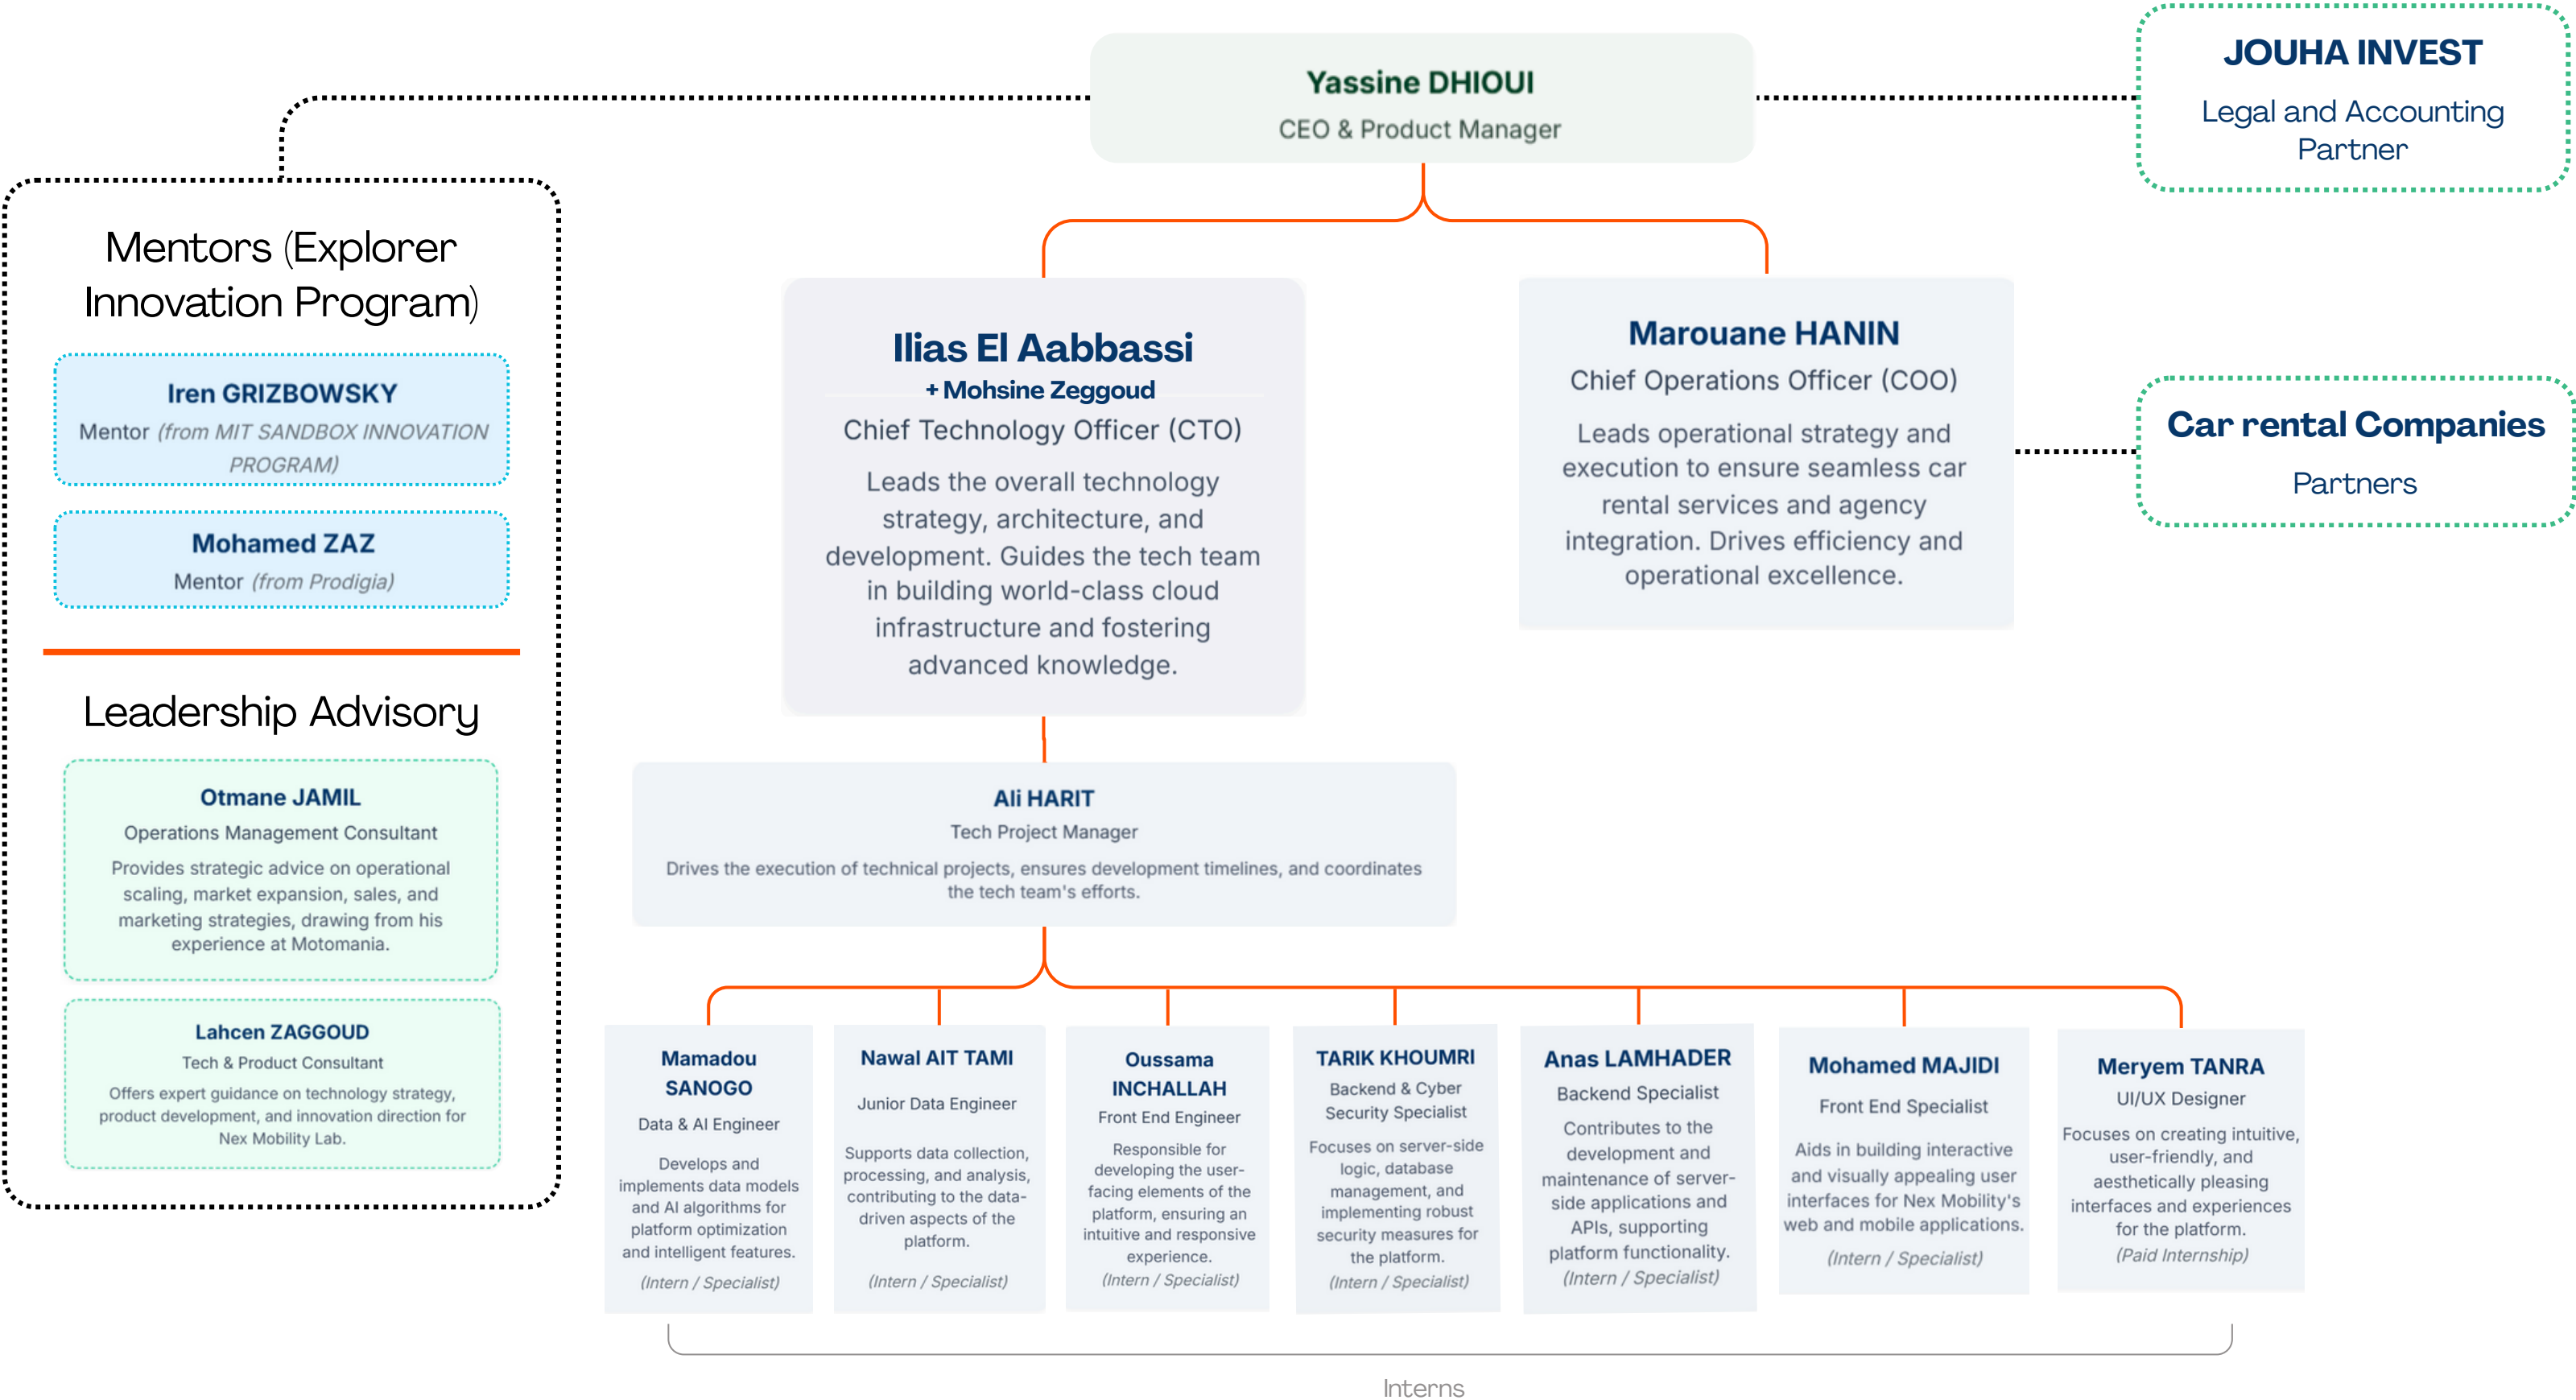 Yassine DHIOUI
CEO & Product Manager
JOUHA INVEST
Legal and Accounting
Partner
Mentors (Explorer
Innovation Program)
Iren GRIZBOWSKY
Mentor (from MIT SANDBOX INNOVATION
PROGRAM)
Mohamed ZAZ
Mentor (from Prodigia)
Leadership Advisory
Otmane JAMIL
Operations Management Consultant
Provides strategic advice on operational
scaling, market expansion, sales, and
marketing strategies, drawing from his
experience at Motomania.
Lahcen ZAGGOUD
Tech & Product Consultant
Offers expert guidance on technology strategy,
product development, and innovation direction for
Nex Mobility Lab.
Ilias El Aabbassi
+ Mohsine Zeggoud
Chief Technology Officer (CTO)
Leads the overall technology
strategy, architecture, and
development. Guides the tech team
in building world-class cloud
infrastructure and fostering
advanced knowledge.
Marouane HANIN
Chief Operations Officer (COO)
Leads operational strategy and
execution to ensure seamless car
rental services and agency
integration. Drives efficiency and
operational excellence.
Car rental Companies
Partners
Ali HARIT
Tech Project Manager
Drives the execution of technical projects, ensures development timelines, and coordinates
the tech team's efforts.
Mamadou
SANOGO
Data & AI Engineer
Develops and
implements data models
and AI algorithms for
platform optimization
and intelligent features.
(Intern / Specialist)
Nawal AIT TAMI
Junior Data Engineer
Supports data collection,
processing, and analysis,
contributing to the data-
driven aspects of the
platform.
(Intern / Specialist)
Oussama
INCHALLAH
Front End Engineer
Responsible for
developing the user-
facing elements of the
platform, ensuring an
intuitive and responsive
experience.
(Intern / Specialist)
TARIK KHOUMRI
Backend & Cyber
Security Specialist
Focuses on server-side
logic, database
management, and
implementing robust
security measures for
the platform.
(Intern / Specialist)
Anas LAMHADER
Backend Specialist
Contributes to the
development and
maintenance of server-
side applications and
APIs, supporting
platform functionality.
(Intern / Specialist)
Mohamed MAJIDI
Front End Specialist
Aids in building interactive
and visually appealing user
interfaces for Nex Mobility's
web and mobile applications.
(Intern / Specialist)
Meryem TANRA
UI/UX Designer
Focuses on creating intuitive,
user-friendly, and
aesthetically pleasing
interfaces and experiences
for the platform.
(Paid Internship)
Interns